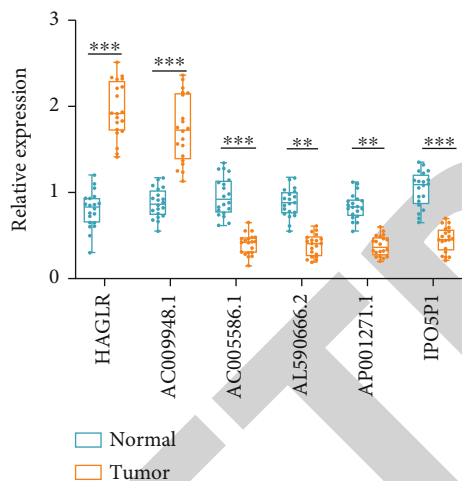 3
2
1
0
Relative expression
***
***
***
**
**
***
HAGLR
AC009948.1
AC005586.1
AL590666.2
AP001271.1
IPO5P1
Normal
Tumor